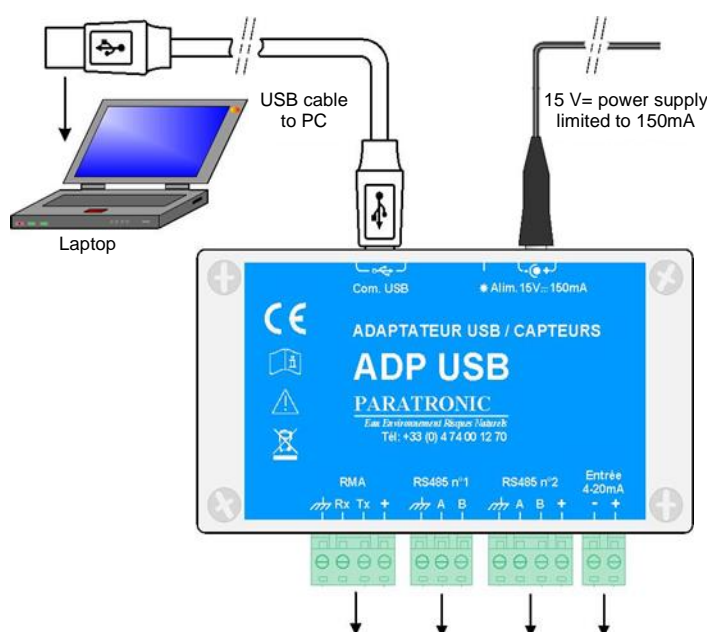 USB cable
to PC
15 V= power supply
limited to 150mA
Laptop
Com. USB
Alim. 15V 150mA
CE
ADAPTATEUR USB / CAPTEURS
ADP USB
PARATRONIC
Eau Environnement Risques Naturels
Tél: +33 (0) 4 74 00 12 70
RMA
RS485 n°1
RS485 n°2
Entrée
4-20mA
Rx Tx +
A B
A B +
- +